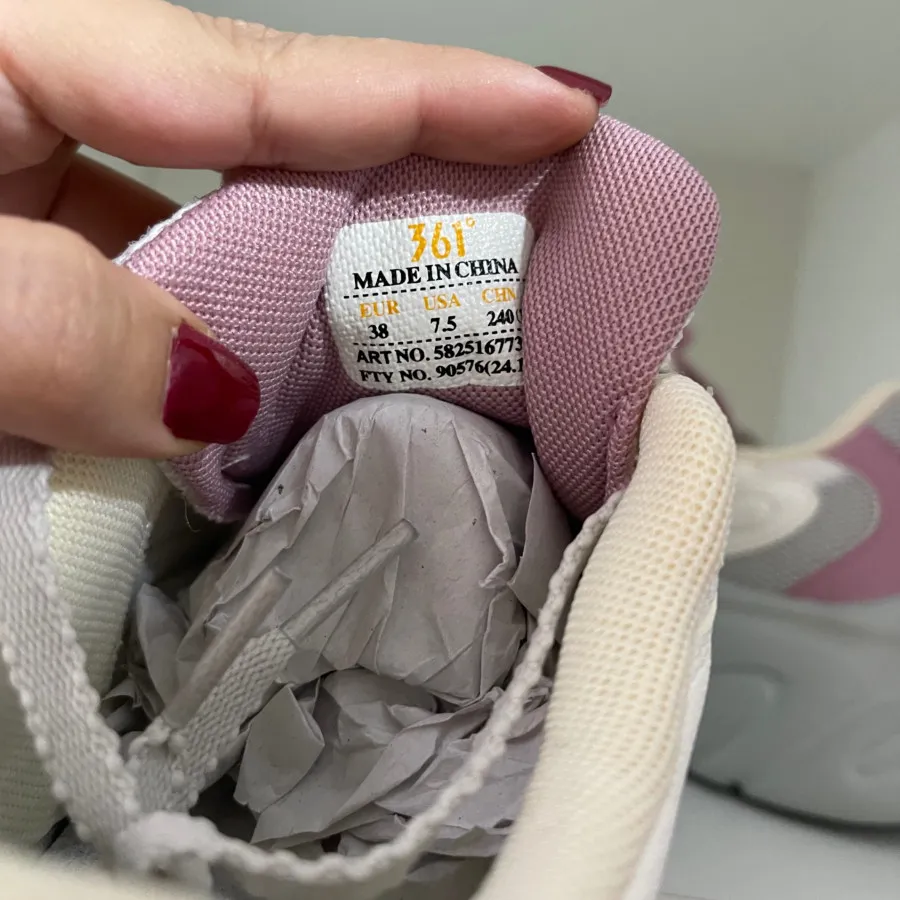 361°
MADE IN CHINA
EUR USA CHN
38 7.5 240
ART NO. 582516773
FTY NO. 90576(24.1